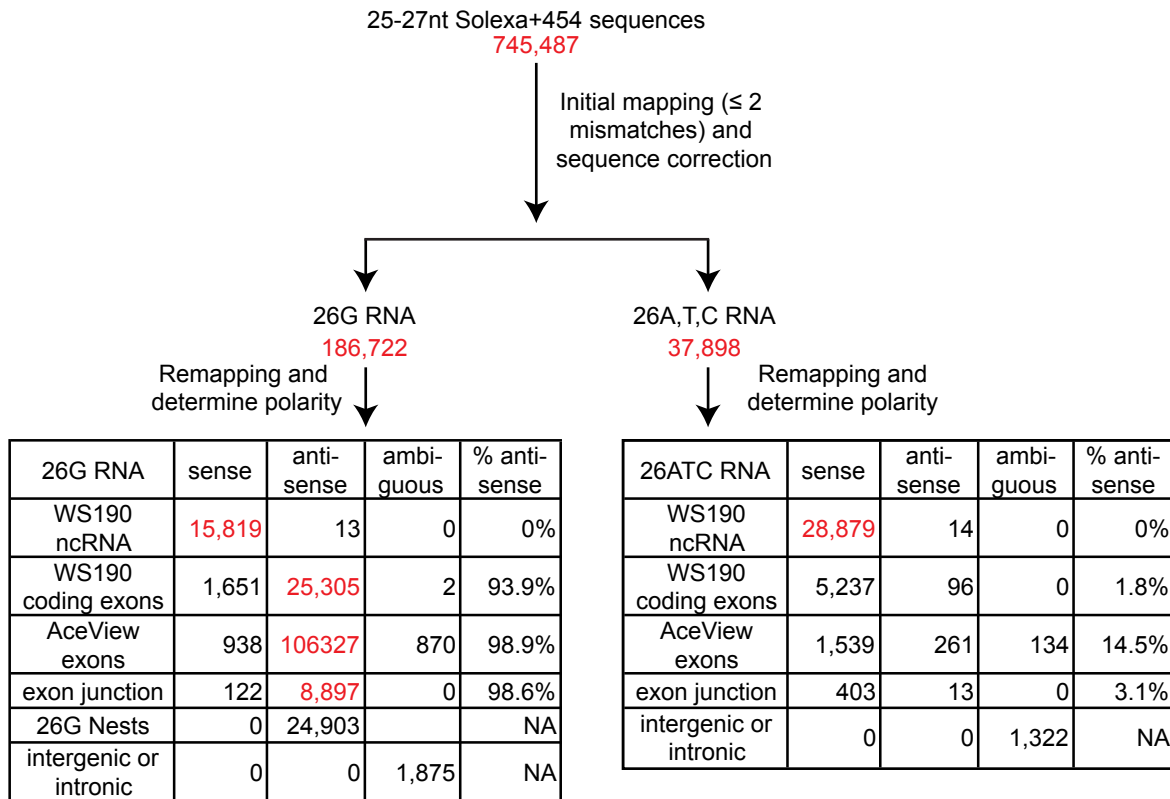 25-27nt Solexa+454 sequences
745,487
Initial mapping (≤ 2
mismatches) and
sequence correction
26G RNA
186,722
Remapping and
determine polarity
26A,T,C RNA
37,898
Remapping and
determine polarity
26G RNA sense anti-sense ambi-guous % anti-sense
WS190 ncRNA 15,819 13 0 0%
WS190 coding exons 1,651 25,305 2 93.9%
AceView exons 938 106327 870 98.9%
exon junction 122 8,897 0 98.6%
26G Nests 0 24,903 NA
intergenic or intronic 0 0 1,875 NA
26ATC RNA sense anti-sense ambi-guous % anti-sense
WS190 ncRNA 28,879 14 0 0%
WS190 coding exons 5,237 96 0 1.8%
AceView exons 1,539 261 134 14.5%
exon junction 403 13 0 3.1%
intergenic or intronic 0 0 1,322 NA